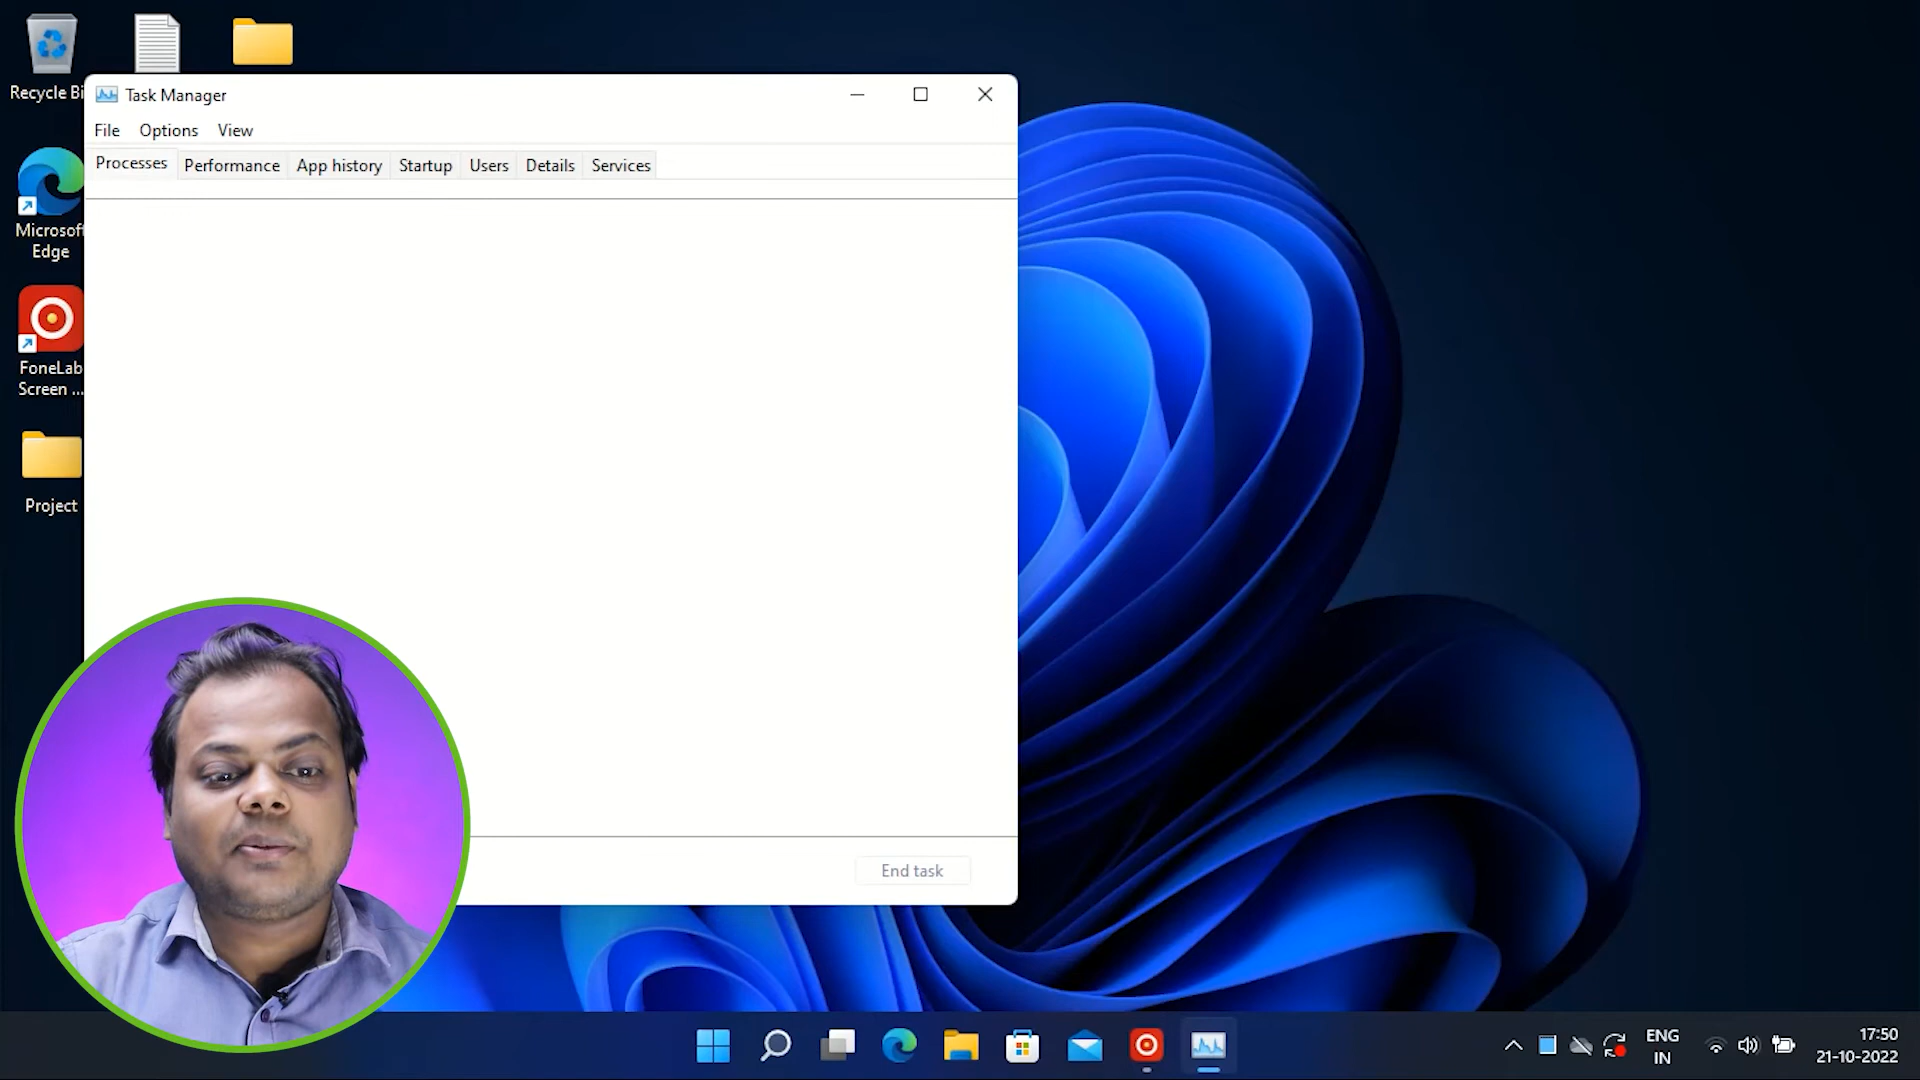 Recycle Bi
Task Manager
File Options View
Processes Performance App history Startup Users Details Services
Microsoft
Edge
FoneLab
Screen ...
Project
End task
ENG
IN
17:50
21-10-2022